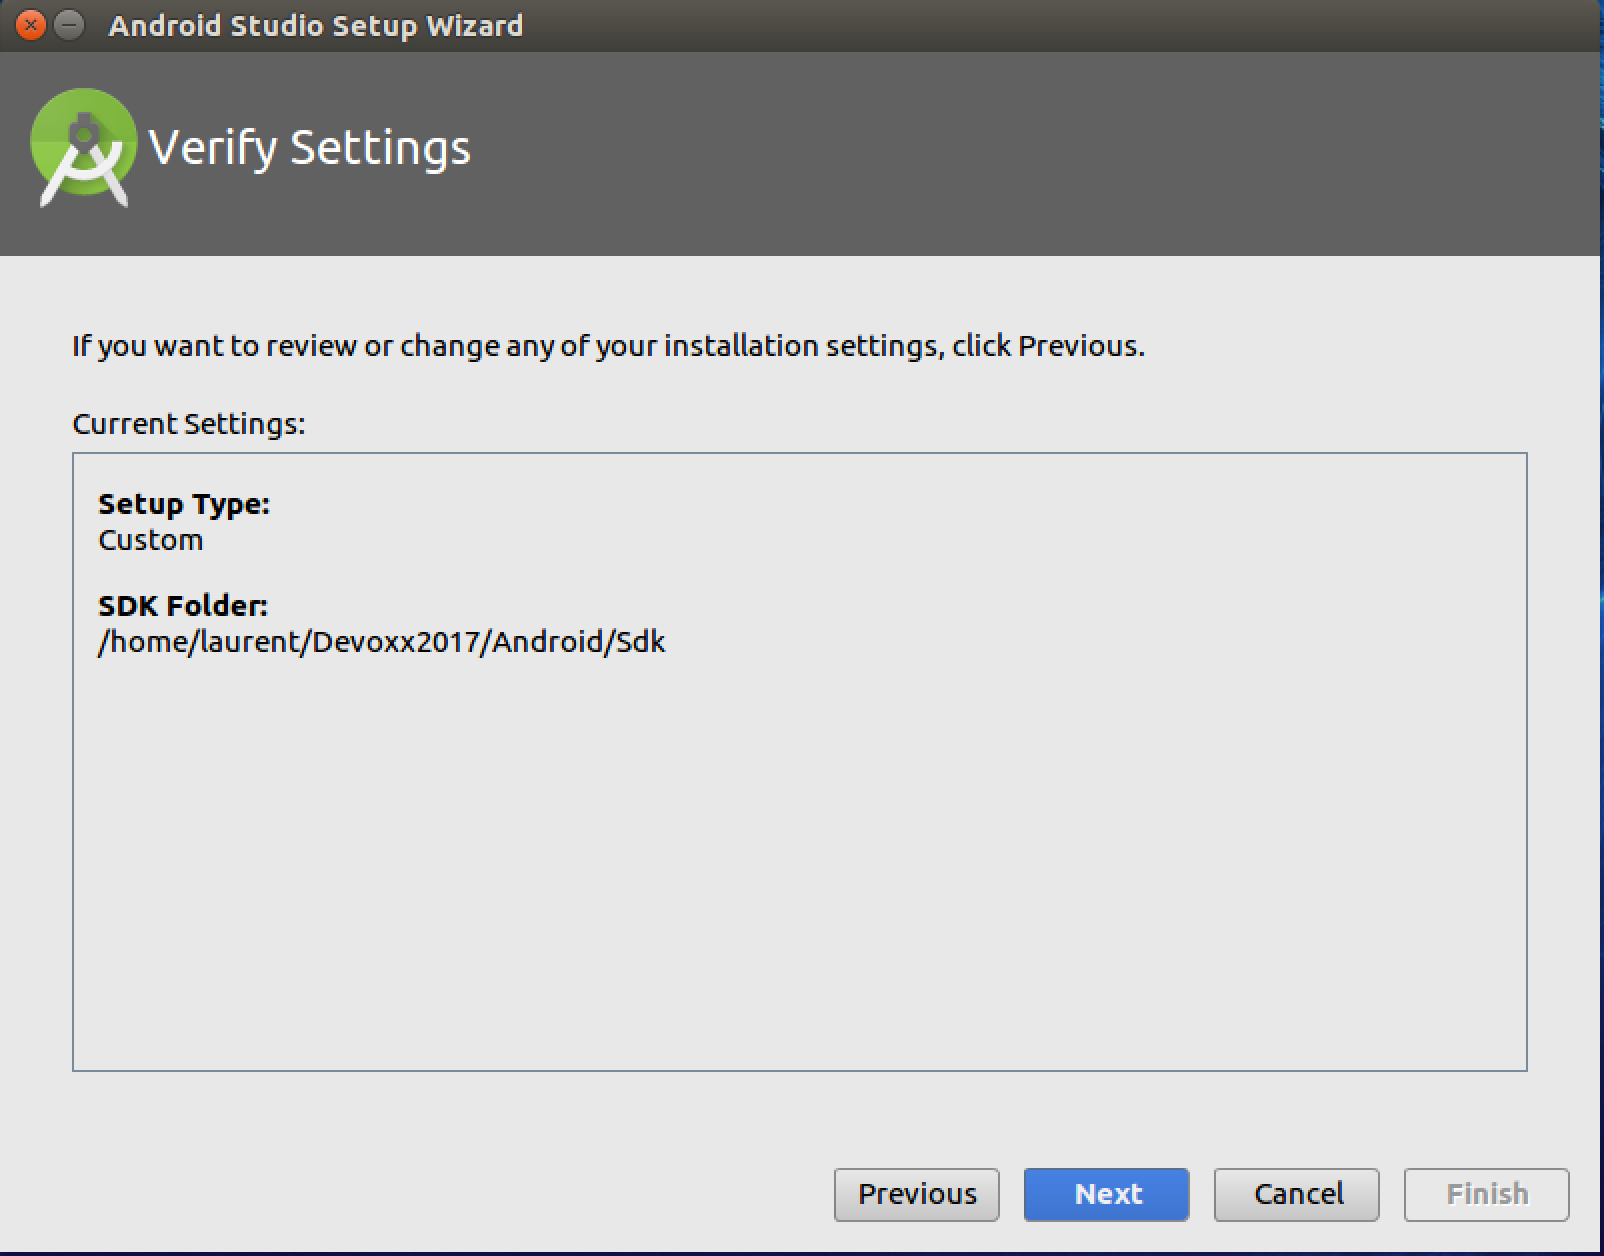 Android Studio Setup Wizard
Verify Settings
If you want to review or change any of your installation settings, click Previous.
Current Settings:
Setup Type:
Custom
SDK Folder:
/home/laurent/Devoxx2017/Android/Sdk
Previous
Next
Cancel
Finish